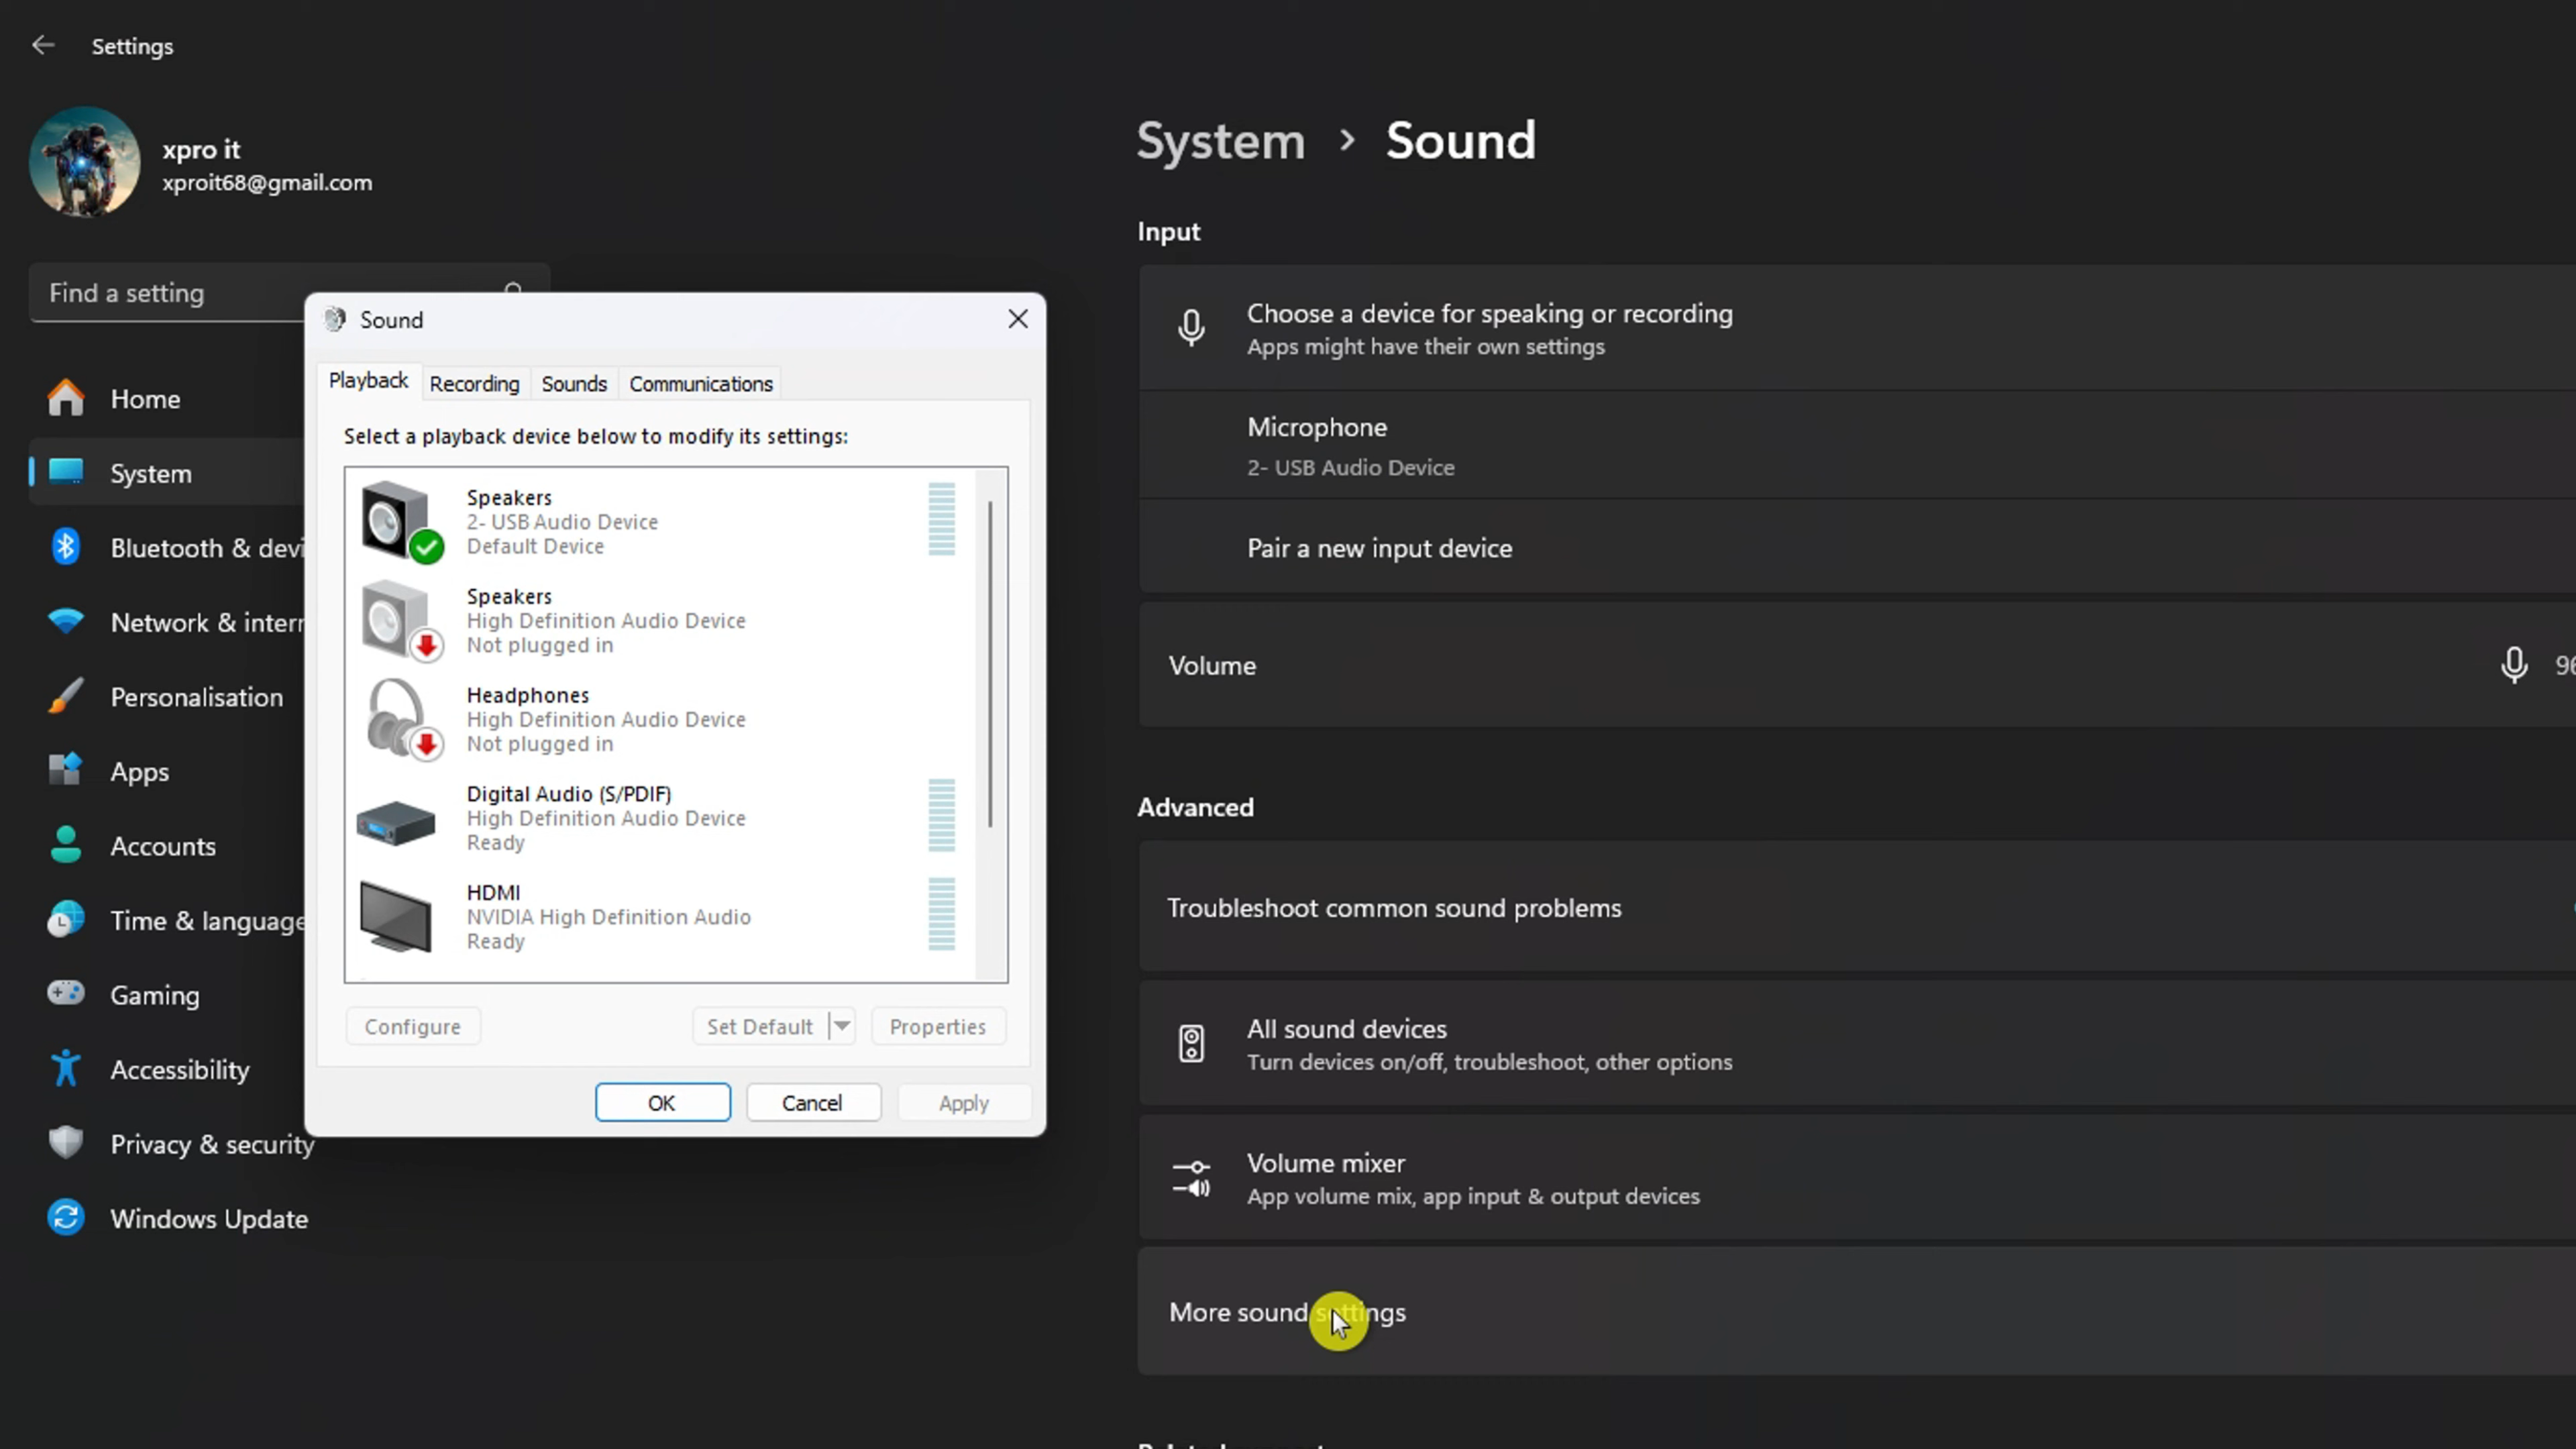 Settings
xpro it
xproit68@gmail.com
Find a setting
Home
System
Bluetooth & devi
Network & interr
Personalisation
Apps
Accounts
Time & language
Gaming
Accessibility
Privacy & security
Windows Update
Sound
Playback
Recording
Sounds
Communications
Select a playback device below to modify its settings:
Speakers
2- USB Audio Device
Default Device
Speakers
High Definition Audio Device
Not plugged in
Headphones
High Definition Audio Device
Not plugged in
Digital Audio (S/PDIF)
High Definition Audio Device
Ready
HDMI
NVIDIA High Definition Audio
Ready
Configure
Set Default
Properties
OK
Cancel
Apply
System > Sound
Input
Choose a device for speaking or recording
Apps might have their own settings
Microphone
2- USB Audio Device
Pair a new input device
Volume
96
Advanced
Troubleshoot common sound problems
All sound devices
Turn devices on/off, troubleshoot, other options
Volume mixer
App volume mix, app input & output devices
More sound settings